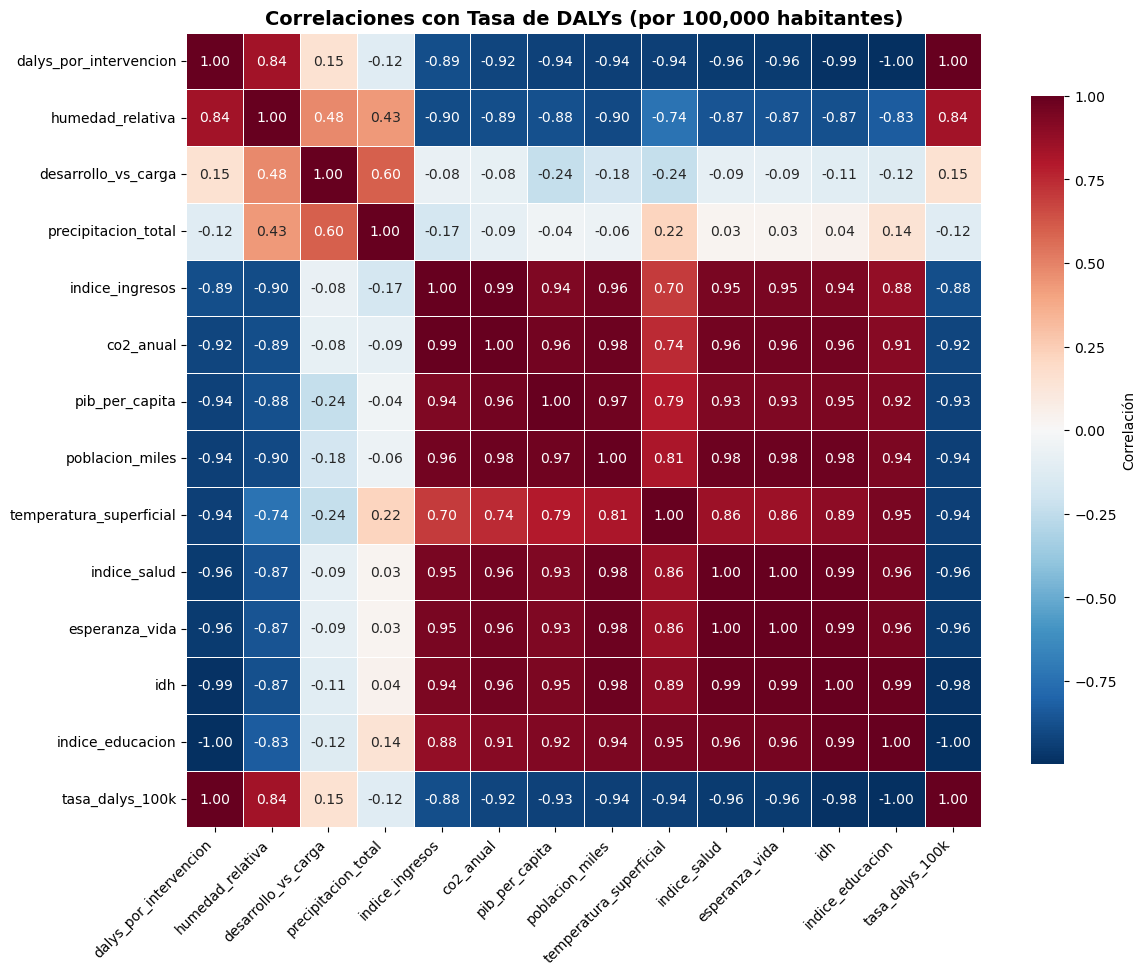 Correlaciones con Tasa de DALYs (por 100,000 habitantes)
dalys_por_intervencion 1.00 0.84 0.15 -0.12 -0.89 -0.92 -0.94 -0.94 -0.94 -0.96 -0.96 -0.99 -1.00 1.00
humedad_relativa 0.84 1.00 0.48 0.43 -0.90 -0.89 -0.88 -0.90 -0.74 -0.87 -0.87 -0.87 -0.83 0.84
desarrollo_vs_carga 0.15 0.48 1.00 0.60 -0.08 -0.08 -0.24 -0.18 -0.24 -0.09 -0.09 -0.11 -0.12 0.15
precipitacion_total -0.12 0.43 0.60 1.00 -0.17 -0.09 -0.04 -0.06 0.22 0.03 0.03 0.04 0.14 -0.12
indice_ingresos -0.89 -0.90 -0.08 -0.17 1.00 0.99 0.94 0.96 0.70 0.95 0.95 0.94 0.88 -0.88
co2_anual -0.92 -0.89 -0.08 -0.09 0.99 1.00 0.96 0.98 0.74 0.96 0.96 0.96 0.91 -0.92
pib_per_capita -0.94 -0.88 -0.24 -0.04 0.94 0.96 1.00 0.97 0.79 0.93 0.93 0.95 0.92 -0.93
poblacion_miles -0.94 -0.90 -0.18 -0.06 0.96 0.98 0.97 1.00 0.81 0.98 0.98 0.98 0.94 -0.94
temperatura_superficial -0.94 -0.74 -0.24 0.22 0.70 0.74 0.79 0.81 1.00 0.86 0.86 0.89 0.95 -0.94
indice_salud -0.96 -0.87 -0.09 0.03 0.95 0.96 0.93 0.98 0.86 1.00 1.00 0.99 0.96 -0.96
esperanza_vida -0.96 -0.87 -0.09 0.03 0.95 0.96 0.93 0.98 0.86 1.00 1.00 0.99 0.96 -0.96
idh -0.99 -0.87 -0.11 0.04 0.94 0.96 0.95 0.98 0.89 0.99 0.99 1.00 0.99 -0.98
indice_educacion -1.00 -0.83 -0.12 0.14 0.88 0.91 0.92 0.94 0.95 0.96 0.96 0.99 1.00 -1.00
tasa_dalys_100k 1.00 0.84 0.15 -0.12 -0.88 -0.92 -0.93 -0.94 -0.94 -0.96 -0.96 -0.98 -1.00 1.00
dalys_por_intervencion
humedad_relativa
desarrollo_vs_carga
precipitacion_total
indice_ingresos
co2_anual
pib_per_capita
poblacion_miles
temperatura_superficial
indice_salud
esperanza_vida
idh
indice_educacion
tasa_dalys_100k
1.00
0.75
0.50
0.25
0.00
-0.25
-0.50
-0.75
Correlación